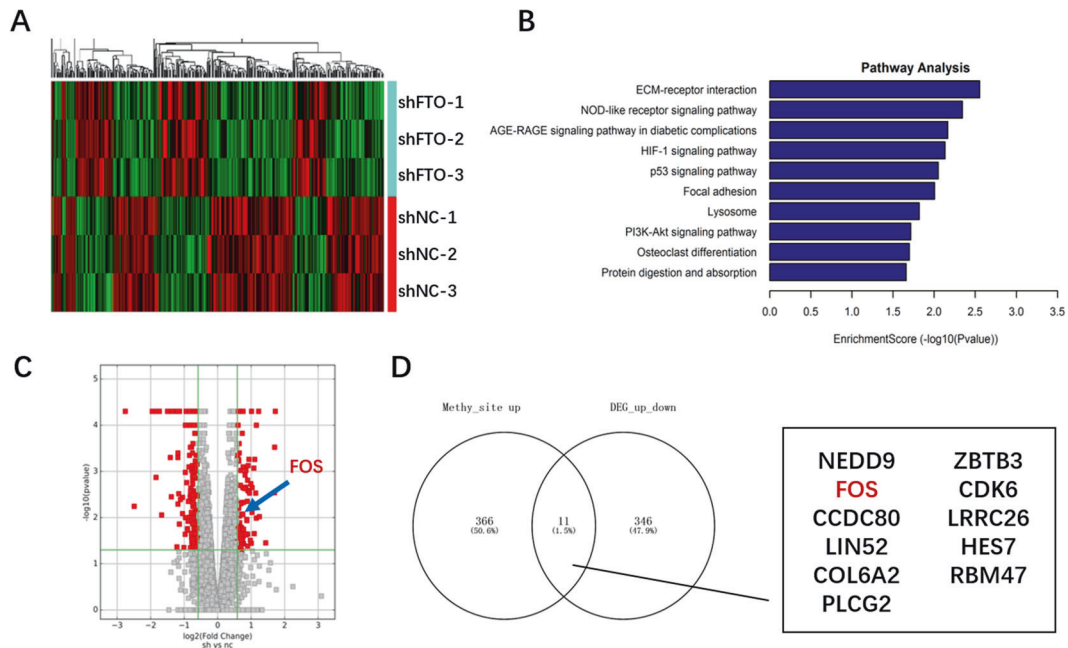 A
shFTO-1
shFTO-2
shFTO-3
shNC-1
shNC-2
shNC-3
B
Pathway Analysis
ECM-receptor interaction
NOD-like receptor signaling pathway
AGE-RAGE signaling pathway in diabetic complications
HIF-1 signaling pathway
p53 signaling pathway
Focal adhesion
Lysosome
PI3K-Akt signaling pathway
Osteoclast differentiation
Protein digestion and absorption
0.0 0.5 1.0 1.5 2.0 2.5 3.0 3.5
EnrichmentScore (-log10(Pvalue))
C
5
4
3
2
1
0
-log10(pvalue)
FOS
−3 −2 −1 0 1 2 3
log2(Fold Change)
sh vs nc
D
Methy_site up DEG_up_down
366 11 346
(50.6%) (1.5%) (47.9%)
NEDD9 ZBTB3
FOS CDK6
CCDC80 LRRC26
LIN52 HES7
COL6A2 RBM47
PLCG2